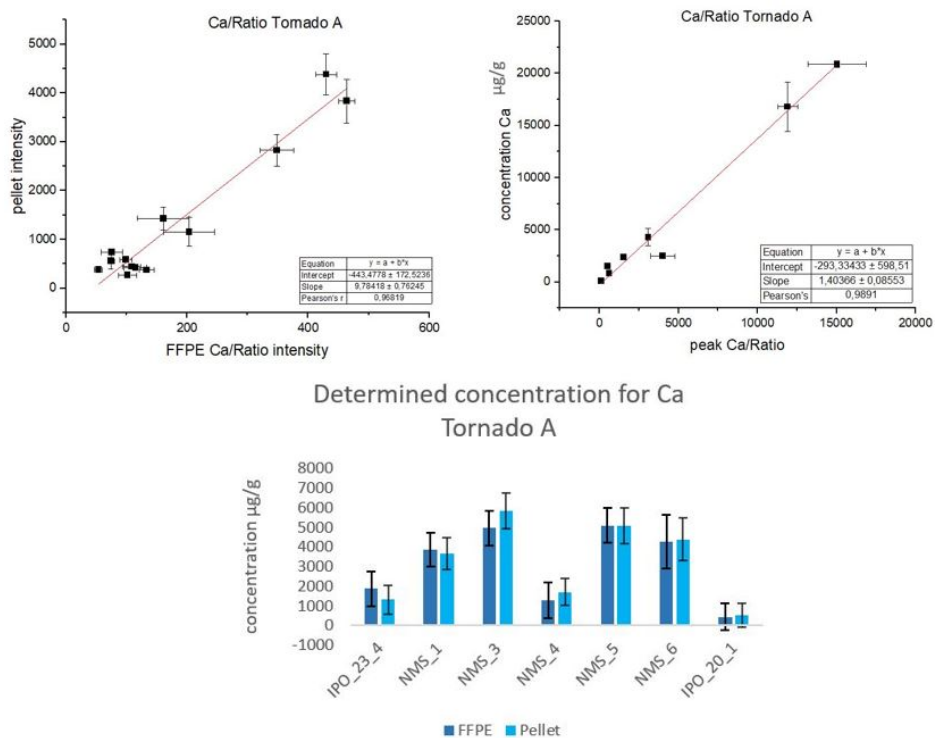 Ca/Ratio Tornado A
5000
4000
3000
2000
1000
0
0 200 400 600
pellet intensity
FFPE Ca/Ratio intensity
Equation y = a + b*x
Intercept -443,4778 ± 172,5236
Slope 9,78418 ± 0,76245
Pearson's r 0,96819
Ca/Ratio Tornado A
25000
20000
15000
10000
5000
0
0 5000 10000 15000 20000
concentration Ca µg/g
peak Ca/Ratio
Equation y = a + b*x
Intercept -293,33433 ± 598,51
Slope 1,40366 ± 0,08553
Pearson's 0,9891
Determined concentration for Ca
Tornado A
8000
7000
6000
5000
4000
3000
2000
1000
0
-1000
concentration µg/g
IPO_23_4 NMS_1 NMS_3 NMS_4 NMS_5 NMS_6 IPO_20_1
FFPE Pellet